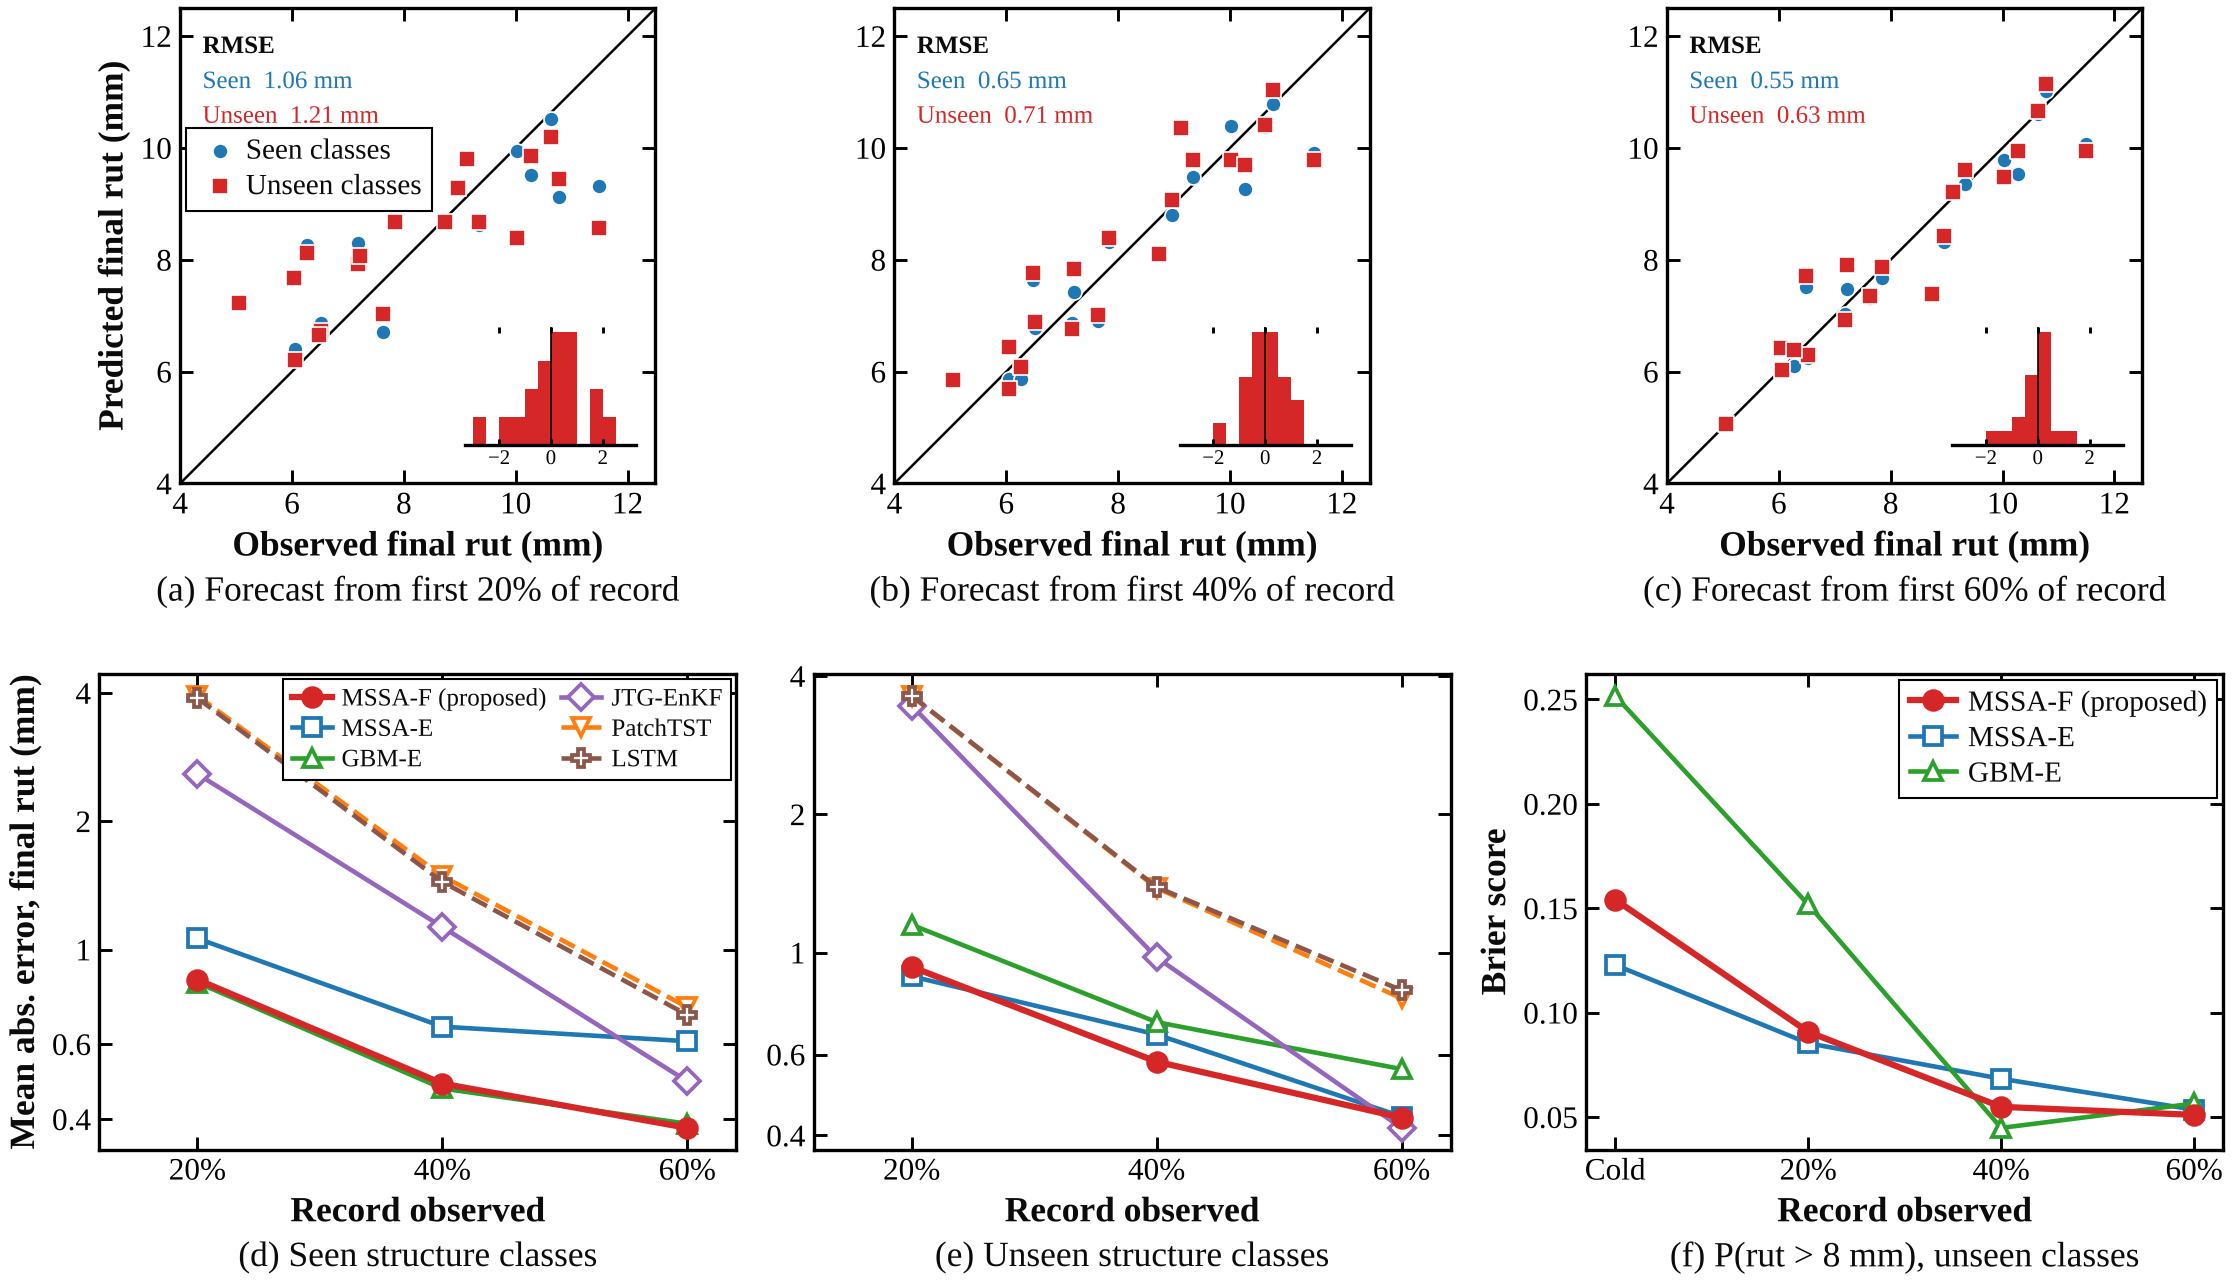 RMSE
Seen 1.06 mm
Unseen 1.21 mm
Seen classes
Unseen classes
12
10
8
6
4
4 6 8 10 12
−2 0 2
Predicted final rut (mm)
Observed final rut (mm)
(a) Forecast from first 20% of record
RMSE
Seen 0.65 mm
Unseen 0.71 mm
12
10
8
6
4
4 6 8 10 12
−2 0 2
Observed final rut (mm)
(b) Forecast from first 40% of record
RMSE
Seen 0.55 mm
Unseen 0.63 mm
12
10
8
6
4
4 6 8 10 12
−2 0 2
Observed final rut (mm)
(c) Forecast from first 60% of record
MSSA-F (proposed)
MSSA-E
GBM-E
JTG-EnKF
PatchTST
LSTM
4
2
1
0.6
0.4
20% 40% 60%
Mean abs. error, final rut (mm)
Record observed
(d) Seen structure classes
4
2
1
0.6
0.4
20% 40% 60%
Record observed
(e) Unseen structure classes
MSSA-F (proposed)
MSSA-E
GBM-E
0.25
0.20
0.15
0.10
0.05
Cold 20% 40% 60%
Brier score
Record observed
(f) P(rut > 8 mm), unseen classes